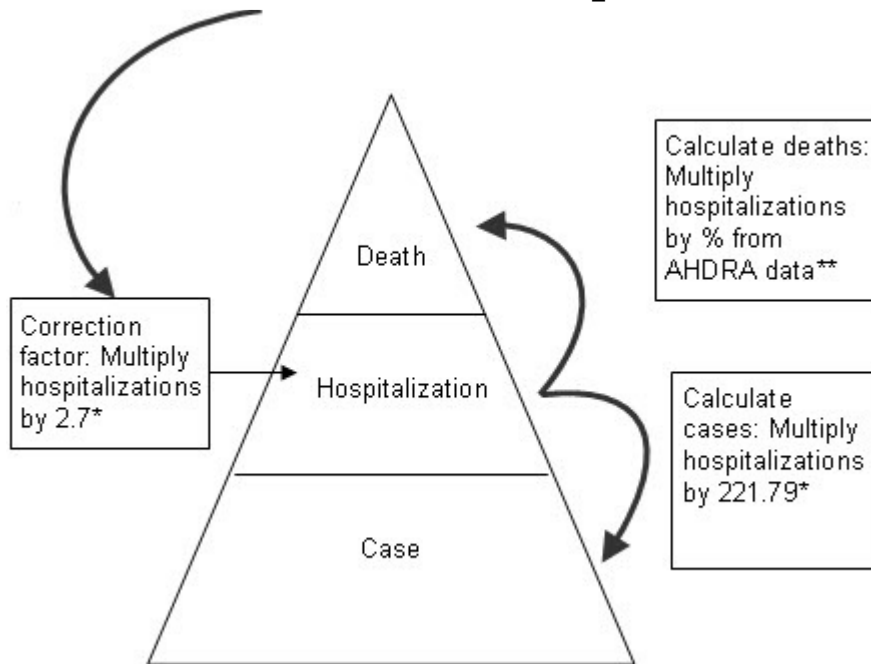 Calculate deaths:
Multiply
hospitalizations
by % from
AHDRA data**
Death
Correction
factor: Multiply
hospitalizations
by 2.7*
Hospitalization
Calculate
cases: Multiply
hospitalizations
by 221.79*
Case